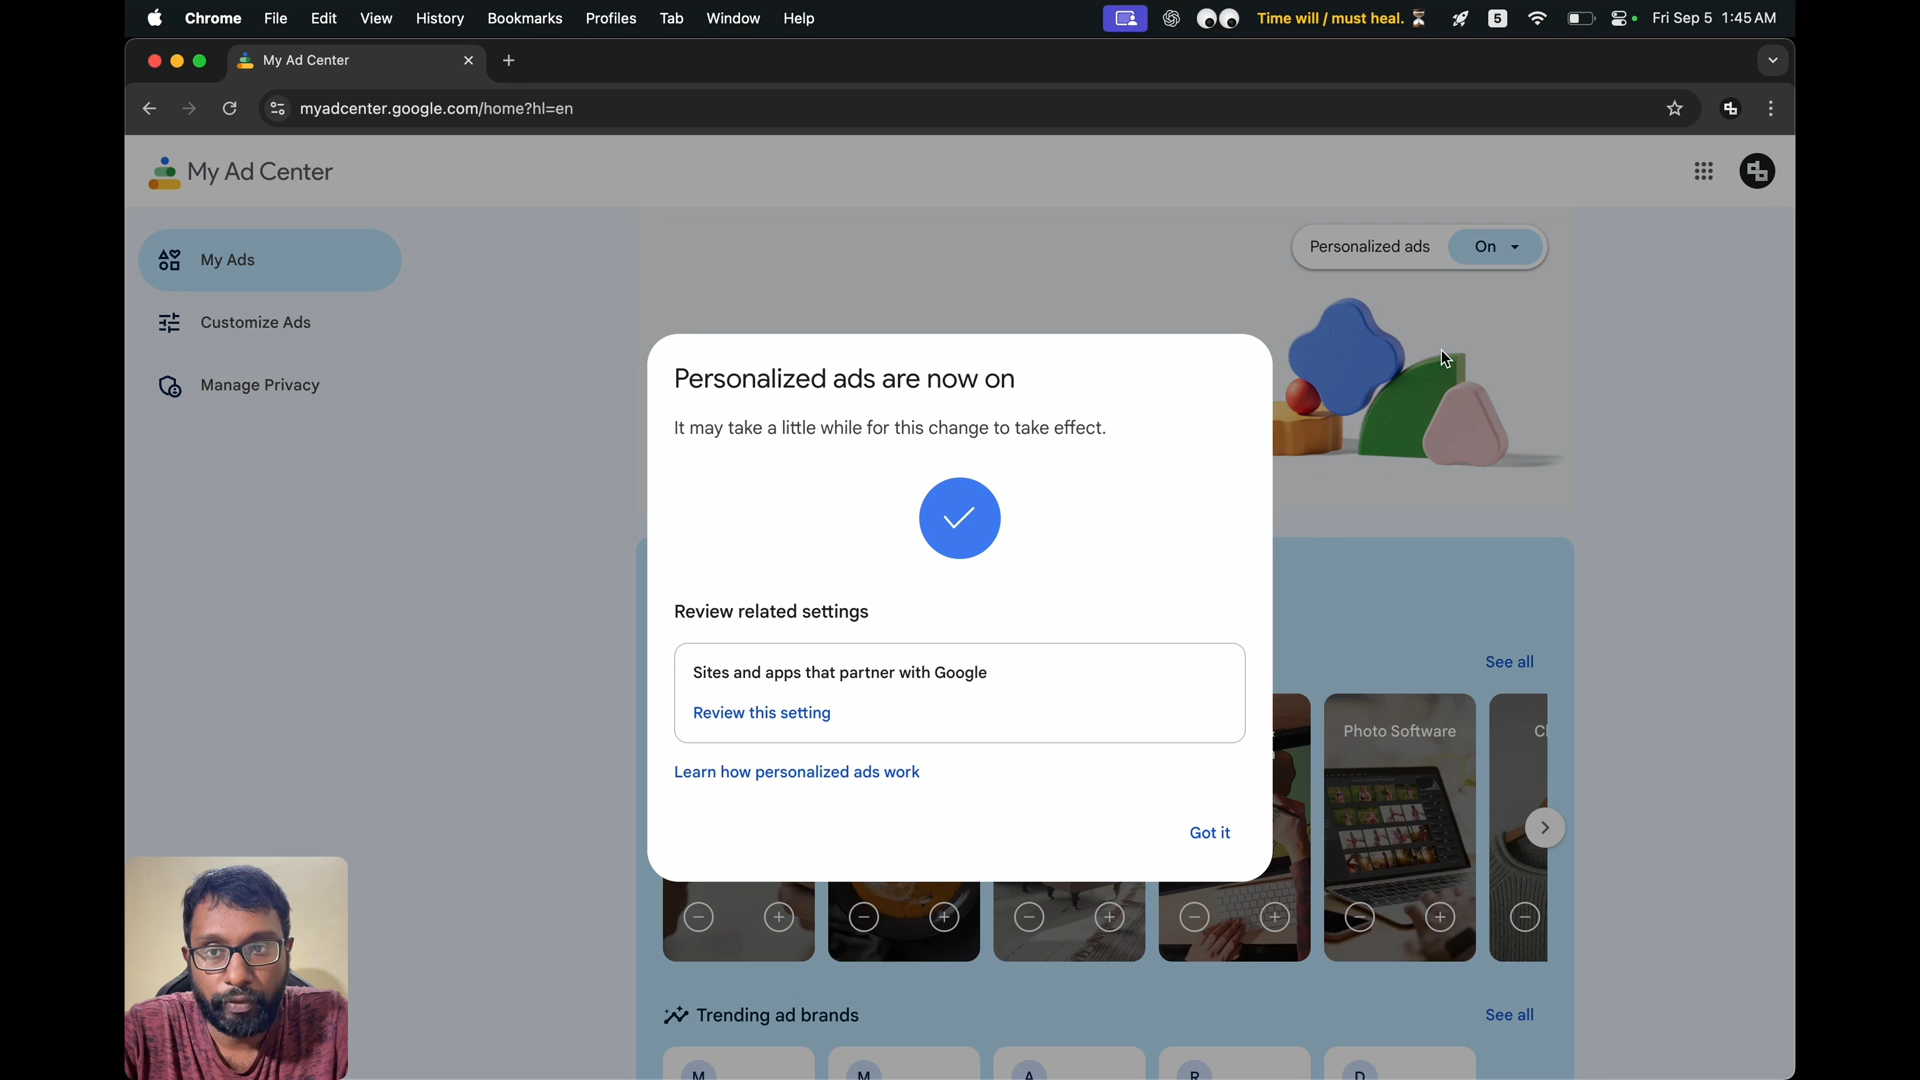 Chrome File Edit View History Bookmarks Profiles Tab Window Help Time will / must heal. 5 Fri Sep 5 1:45 AM
My Ad Center
myadcenter.google.com/home?hl=en
My Ad Center
My Ads
Customize Ads
Manage Privacy
Personalized ads On
Personalized ads are now on
It may take a little while for this change to take effect.
Review related settings
Sites and apps that partner with Google
Review this setting
Learn how personalized ads work
Got it
See all
Photo Software
Trending ad brands
See all
M M A R D